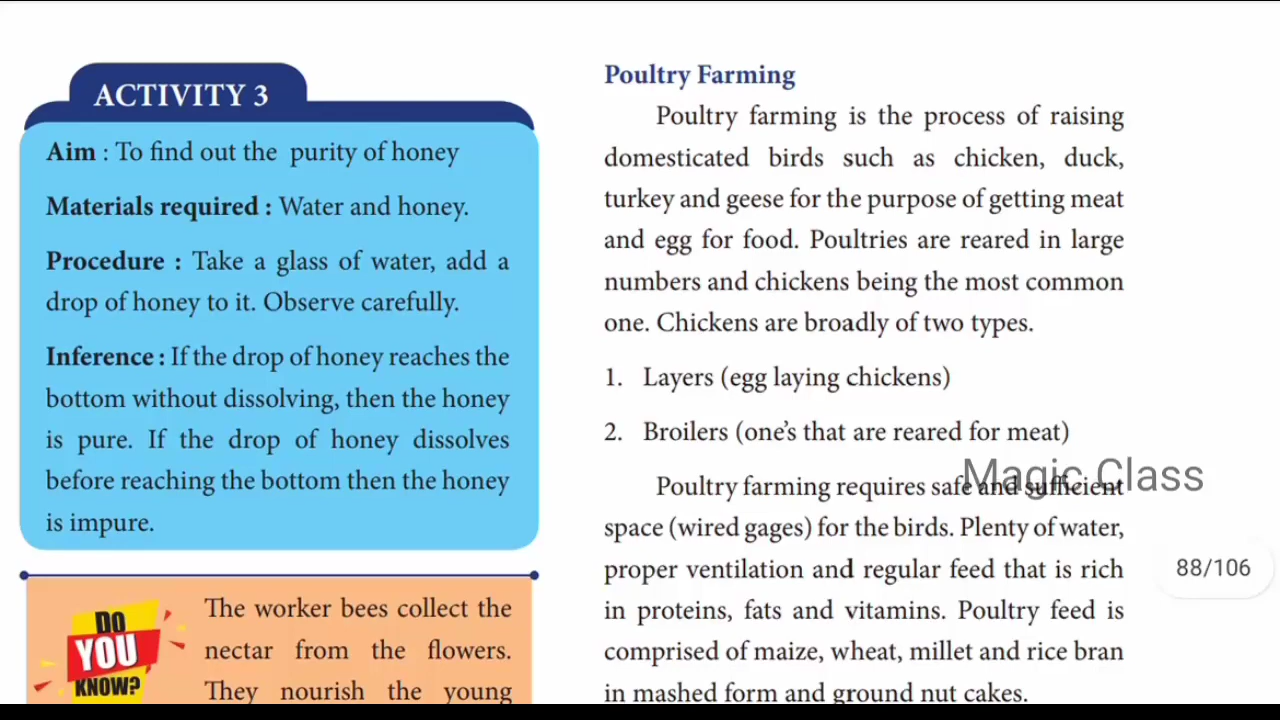 ACTIVITY 3
Aim : To find out the purity of honey
Materials required : Water and honey.
Procedure : Take a glass of water, add a
drop of honey to it. Observe carefully.
Inference : If the drop of honey reaches the
bottom without dissolving, then the honey
is pure. If the drop of honey dissolves
before reaching the bottom then the honey
is impure.
DO
YOU
KNOW?
The worker bees collect the
nectar from the flowers.
They nourish the young
Poultry Farming
Poultry farming is the process of raising
domesticated birds such as chicken, duck,
turkey and geese for the purpose of getting meat
and egg for food. Poultries are reared in large
numbers and chickens being the most common
one. Chickens are broadly of two types.
1. Layers (egg laying chickens)
2. Broilers (one's that are reared for meat)
Magic Class
Poultry farming requires safe and sufficient
space (wired gages) for the birds. Plenty of water,
proper ventilation and regular feed that is rich
in proteins, fats and vitamins. Poultry feed is
comprised of maize, wheat, millet and rice bran
in mashed form and ground nut cakes.
88/106